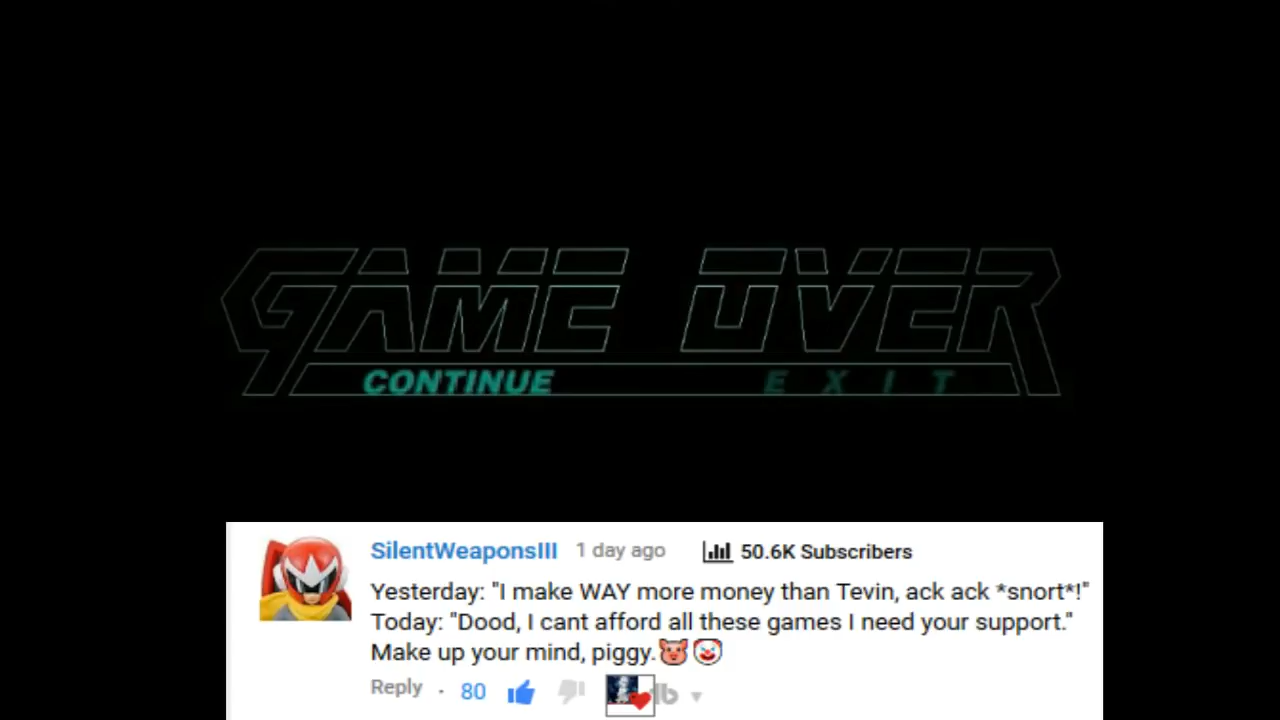 GAME OVER
CONTINUE EXIT
SilentWeaponsIII 1 day ago 50.6K Subscribers
Yesterday: "I make WAY more money than Tevin, ack ack *snort*!"
Today: "Dood, I cant afford all these games I need your support."
Make up your mind, piggy.🐷🤡
Reply · 80